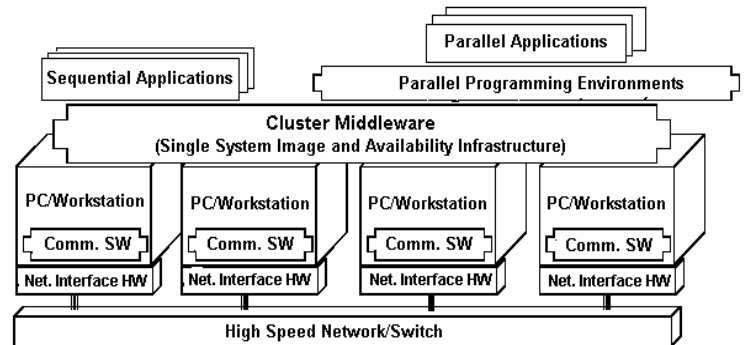 Parallel Applications
Sequential Applications
Parallel Programming Environments
Cluster Middleware
(Single System Image and Availability Infrastructure)
PC/Workstation
PC/Workstation
PC/Workstation
PC/Workstation
Comm. SW
Comm. SW
Comm. SW
Comm. SW
Net. Interface HW
Net. Interface HW
Net. Interface HW
Net. Interface HW
High Speed Network/Switch